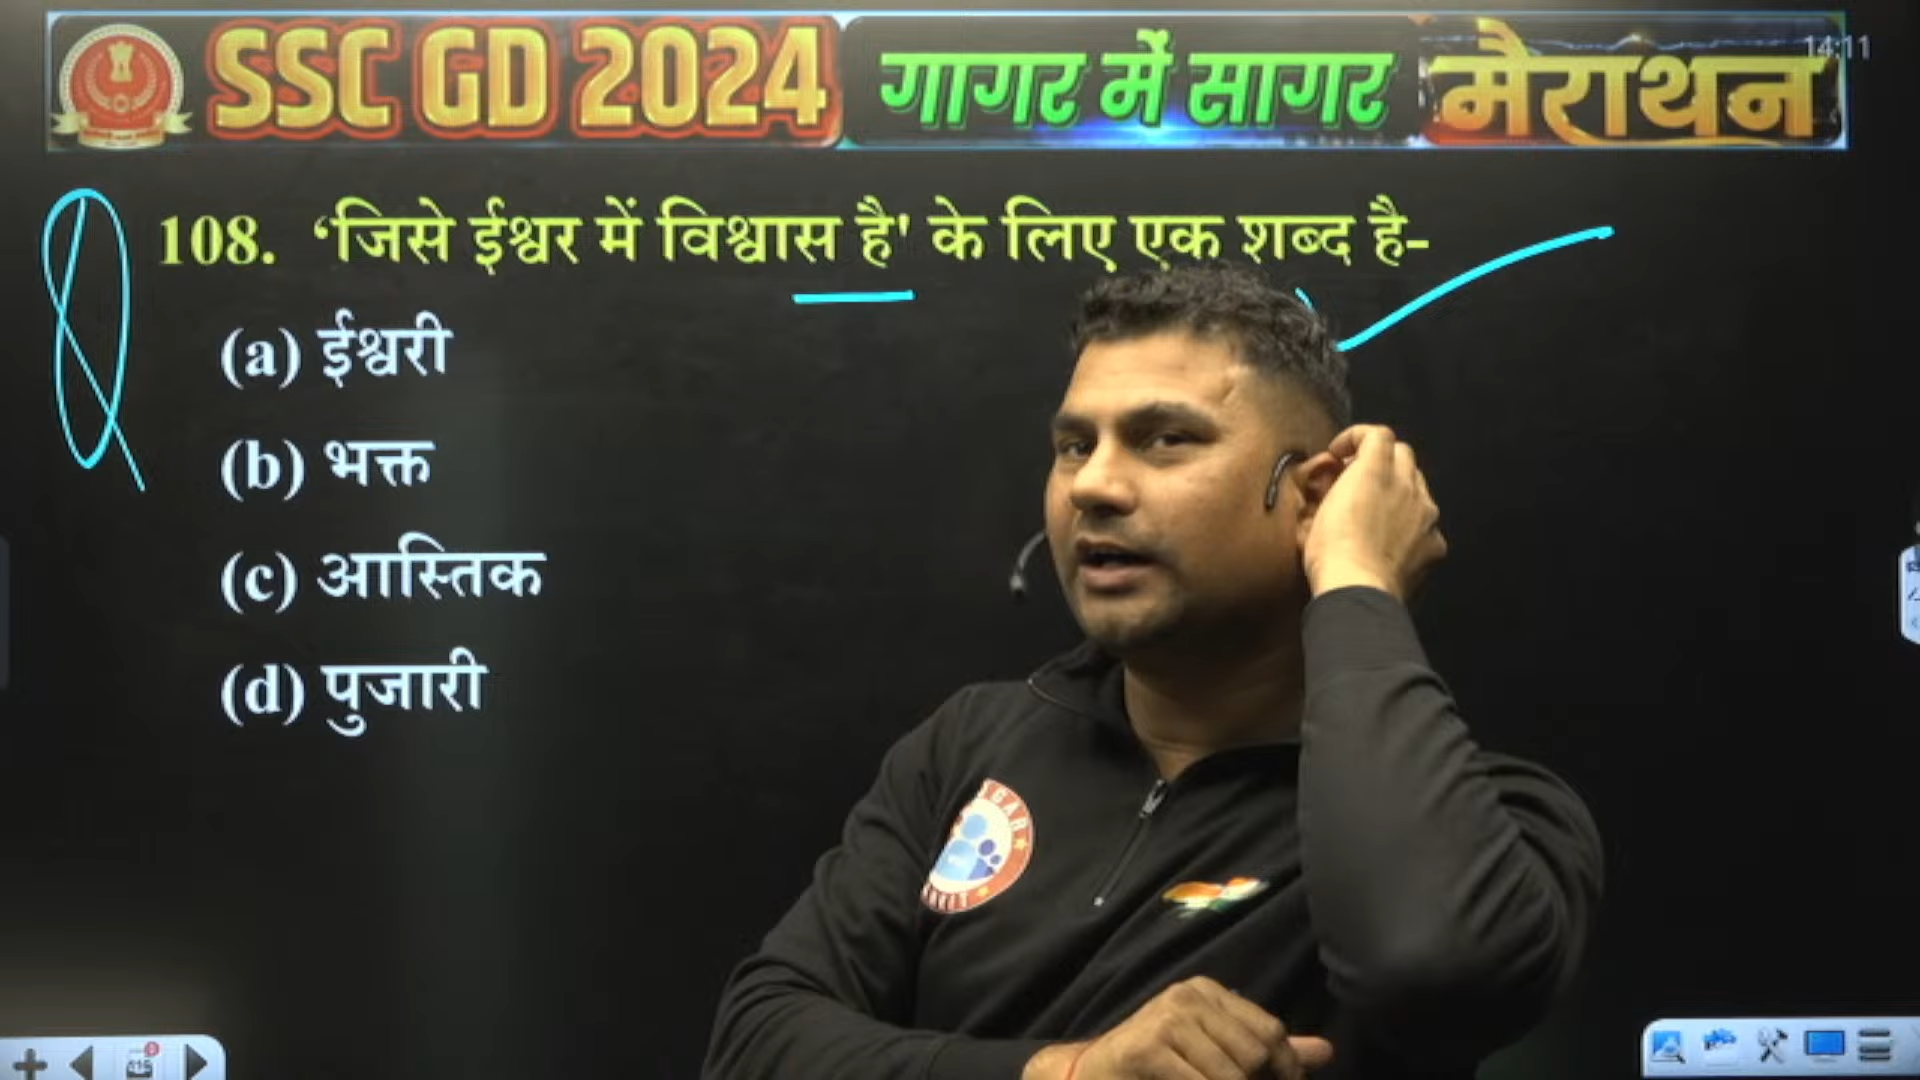 SSC GD 2024 गागर में सागर मैराथन
14:11
108. ‘जिसे ईश्वर में विश्वास है' के लिए एक शब्द है-
(a) ईश्वरी
(b) भक्त
(c) आस्तिक
(d) पुजारी